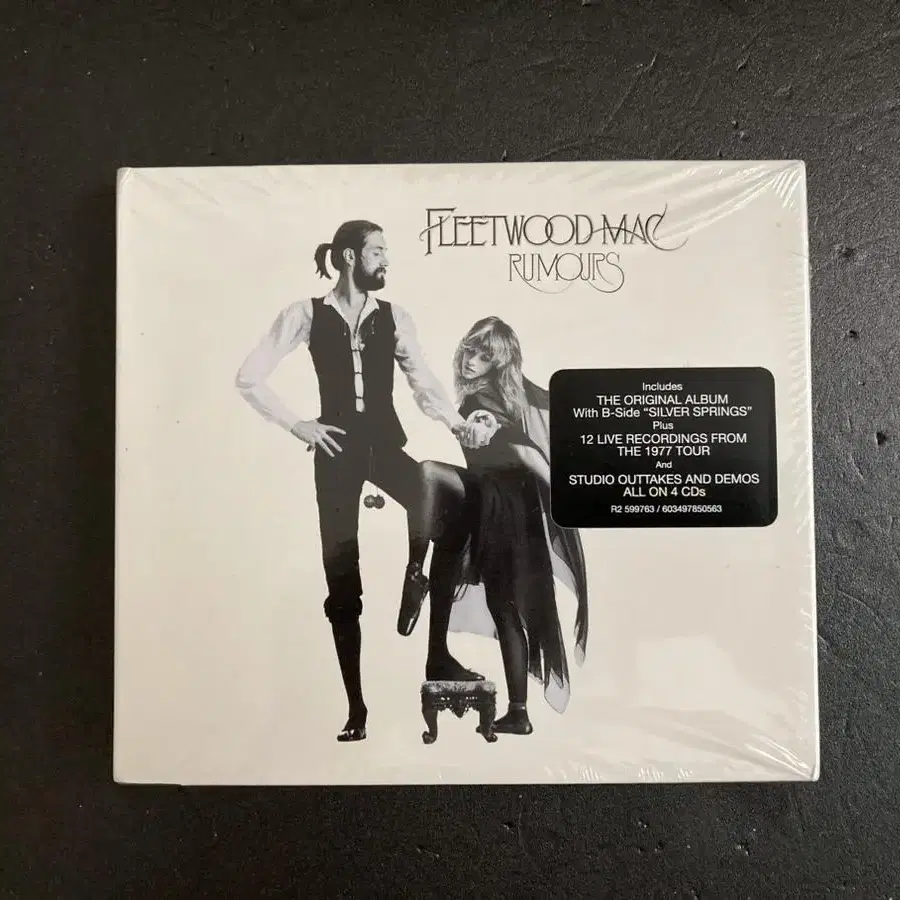 FLEETWOOD MAC
RUMOURS
Includes
THE ORIGINAL ALBUM
With B-Side "SILVER SPRINGS"
Plus
12 LIVE RECORDINGS FROM
THE 1977 TOUR
And
STUDIO OUTTAKES AND DEMOS
ALL ON 4 CDs
R2 599763 / 603497850563